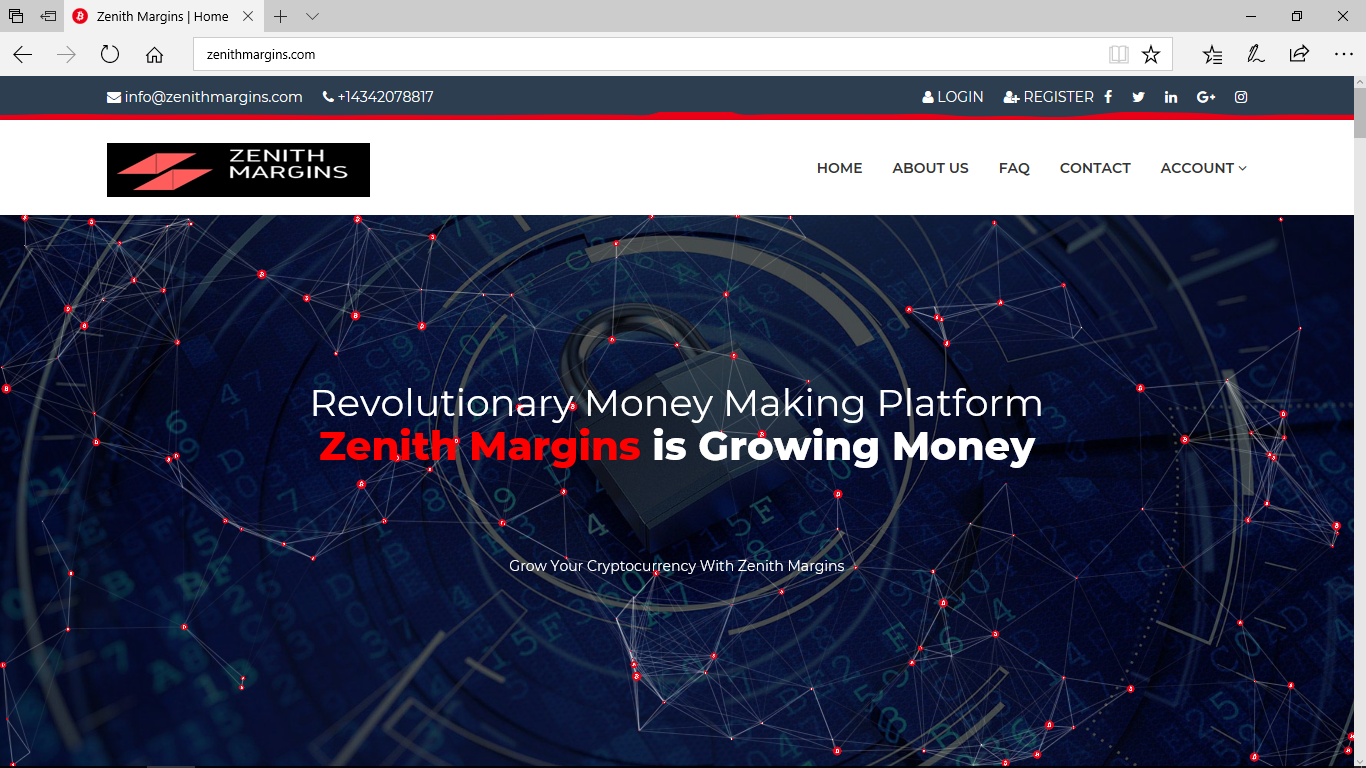 Zenith Margins | Home
zenithmargins.com
info@zenithmargins.com +14342078817 LOGIN REGISTER
ZENITH
MARGINS
HOME ABOUT US FAQ CONTACT ACCOUNT
Revolutionary Money Making Platform
Zenith Margins is Growing Money
Grow Your Cryptocurrency With Zenith Margins